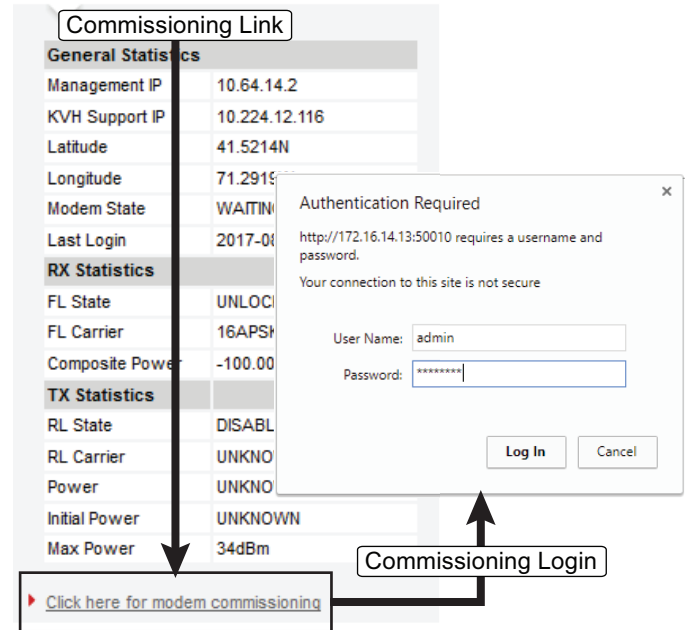 Commissioning Link
General Statistics
Management IP 10.64.14.2
KVH Support IP 10.224.12.116
Latitude 41.5214N
Longitude 71.2919
Modem State
Last Login
RX Statistics
FL State
FL Carrier
Composite Power -100.00
TX Statistics
RL State
RL Carrier
Power
Initial Power UNKNOWN
Max Power 34dBm
Click here for modem commissioning
Authentication Required
×
http://172.16.14.13:50010 requires a username and
password.
Your connection to this site is not secure
User Name: admin
Password: ********
Log In Cancel
Commissioning Login